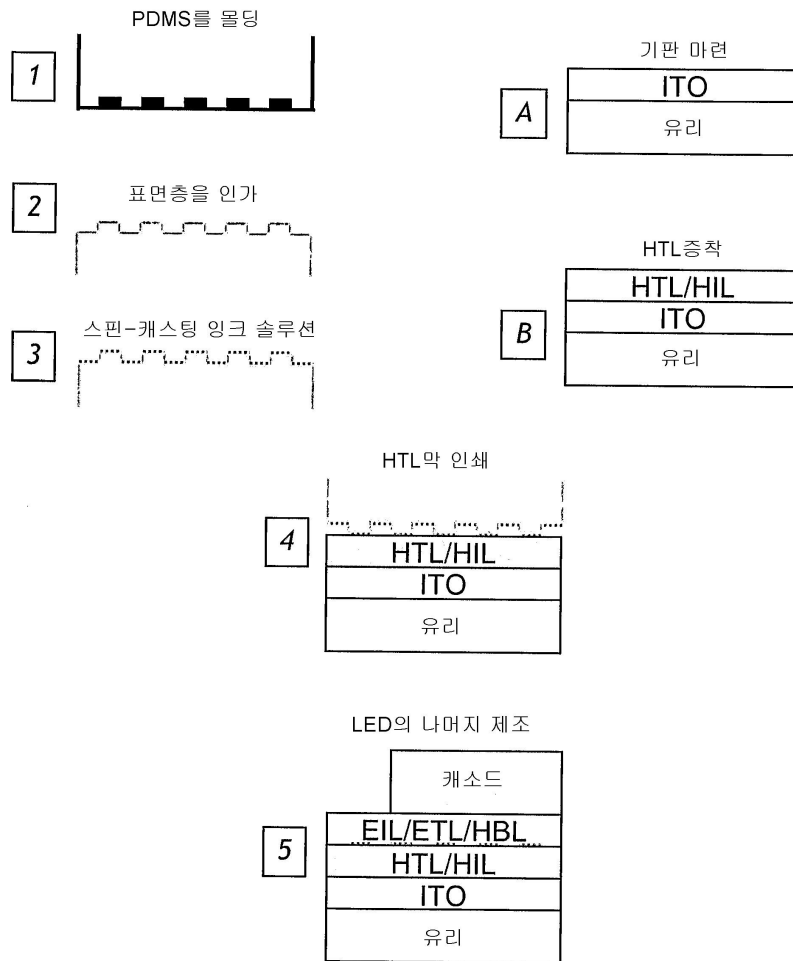 PDMS를 몰딩
1
기판 마련
ITO
A
유리
2
표면층을 인가
HTL증착
HTL/HIL
ITO
B
유리
스핀-캐스팅 잉크 솔루션
3
HTL막 인쇄
4
HTL/HIL
ITO
유리
LED의 나머지 제조
캐소드
EIL/ETL/HBL
5
HTL/HIL
ITO
유리